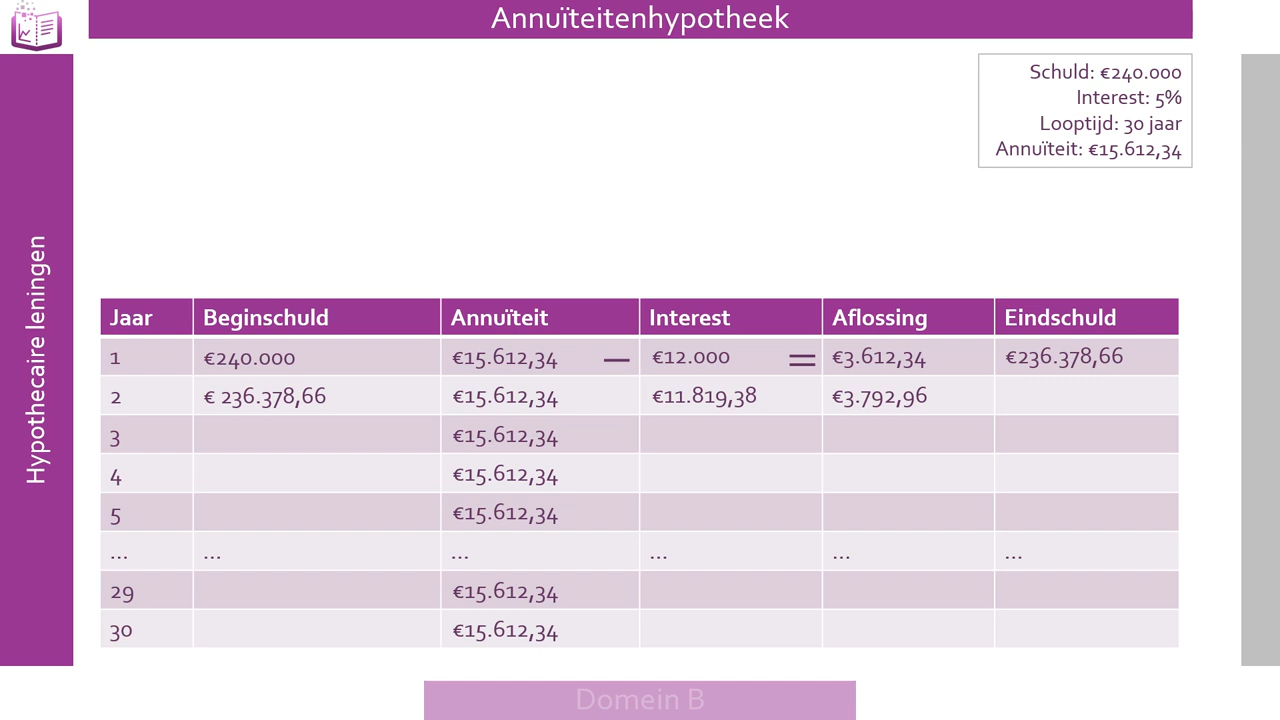 Annuïteitenhypotheek
Schuld: €240.000
Interest: 5%
Looptijd: 30 jaar
Annuïteit: €15.612,34
Hypothecaire leningen
Jaar Beginschuld Annuïteit Interest Aflossing Eindschuld
1 €240.000 €15.612,34 − €12.000 = €3.612,34 €236.378,66
2 € 236.378,66 €15.612,34 €11.819,38 €3.792,96
3 €15.612,34
4 €15.612,34
5 €15.612,34
... ... ... ... ... ...
29 €15.612,34
30 €15.612,34
Domein B